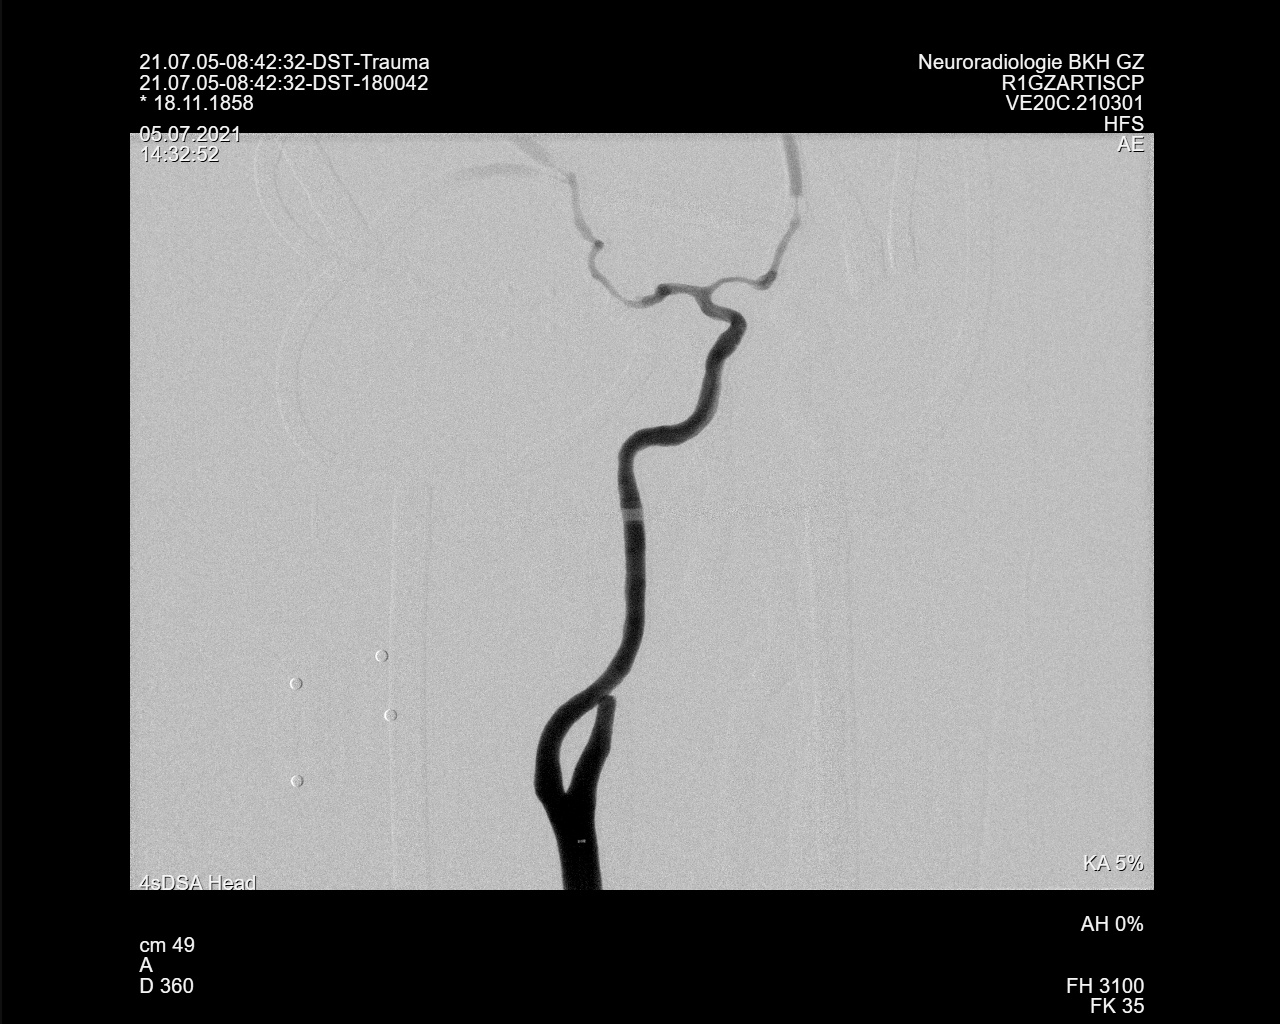 21.07.05-08:42:32-DST-Trauma
21.07.05-08:42:32-DST-180042
* 18.11.1858
05.07.2021
14:32:52
Neuroradiologie BKH GZ
R1GZARTISCP
VE20C.210301
HFS
AE
4sDSA Head
KA 5%
AH 0%
cm 49
A
D 360
FH 3100
FK 35